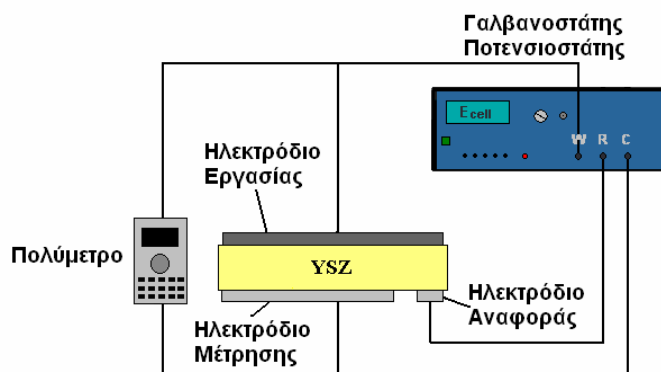 Γαλβανοστάτης
Ποτενσιοστάτης
Ecell
W R C
Ηλεκτρόδιο
Εργασίας
Πολύμετρο
YSZ
Ηλεκτρόδιο
Αναφοράς
Ηλεκτρόδιο
Μέτρησης